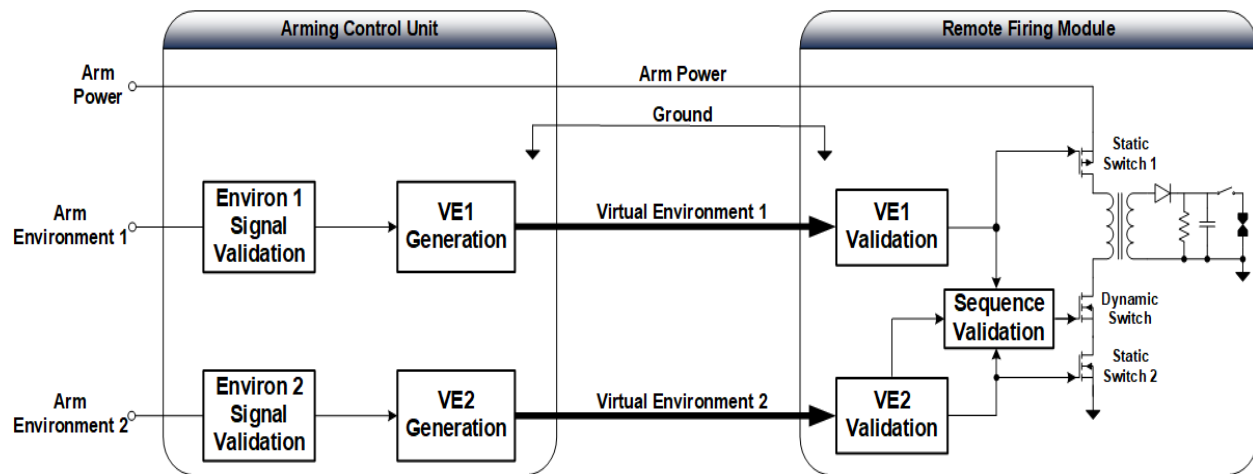 Arming Control Unit
Remote Firing Module
Arm
Power
Arm Power
Ground
Static
Switch 1
Environ 1
Signal
Validation
VE1
Generation
Virtual Environment 1
VE1
Validation
Arm
Environment 1
Sequence
Validation
Dynamic
Switch
Static
Switch 2
Arm
Environment 2
Environ 2
Signal
Validation
VE2
Generation
Virtual Environment 2
VE2
Validation